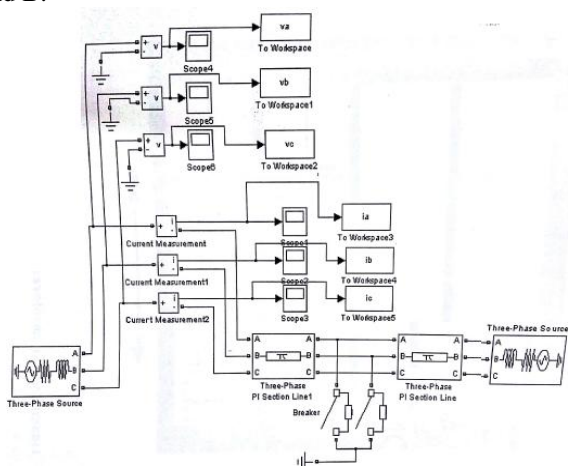 va
To Workspace
Scope4
vb
To Workspace1
Scope5
vc
To Workspace2
Scope6
+
-
v
+
-
v
+
-
v
+
i
-
Current Measurement
Scope1
ia
To Workspace3
+
i
-
Current Measurement1
Scope2
ib
To Workspace4
+
i
-
Current Measurement2
Scope3
ic
To Workspace5
A
B
C
Three-Phase Source
A A
B B
C C
Three-Phase
PI Section Line1
A A
B B
C C
Three-Phase
PI Section Line
Three-Phase Source
A
B
C
Breaker